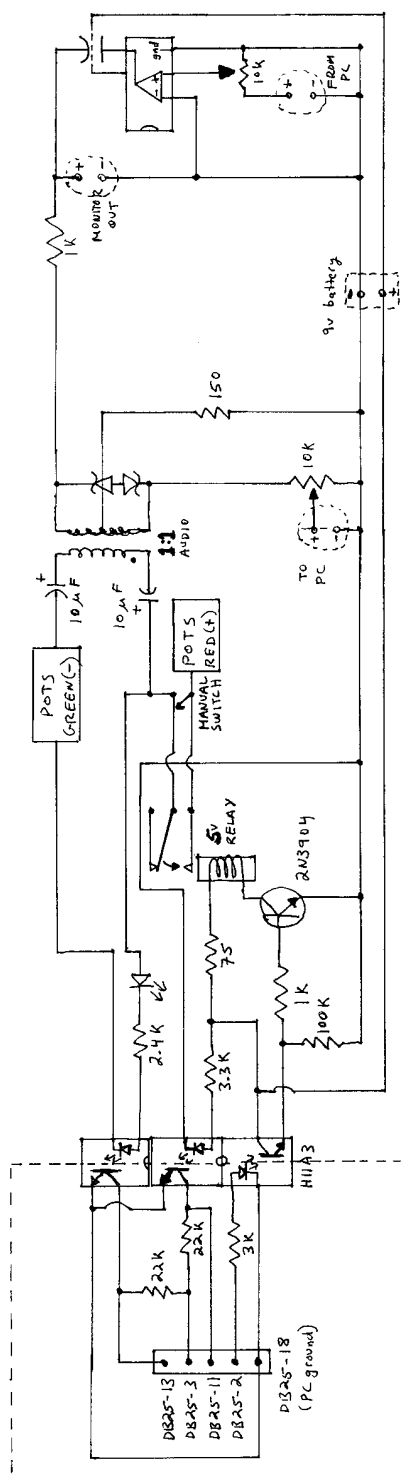 gnd
- +
10k
+
-
FROM
PC
+
-
MONITOR
OUT
1K
9v battery
-
+
150
10K
+
-
TO
PC
1:1
AUDIO
+
10µF
10µF
+
POTS
GREEN(-)
POTS
RED(+)
MANUAL
SWITCH
5v
RELAY
2N3904
75
1K
100K
2.4K
3.3K
H11A3
22K
22K
3K
DB25-13
DB25-3
DB25-11
DB25-2
DB25-18
(PC ground)